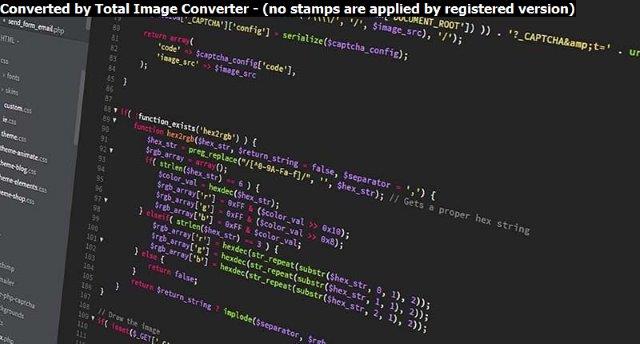 Converted by Total Image Converter - (no stamps are applied by registered version)
send_form_email.php
HTML -
css
fonts
skins
custom.css
ie.css
theme.css
theme-animate.css
theme-blog.css
theme-elements.css
theme-shop.css
mailer
php-captcha
'_CAPTCHA']['config'] = serialize($captcha_config);
return array(
'code' => $captcha_config['code'],
'image_src' => $image_src
);
}
if( !function_exists('hex2rgb') ) {
function hex2rgb($hex_str, $return_string = false, $separator = ',') {
$hex_str = preg_replace("/[^0-9A-Fa-f]/", '', $hex_str); // Gets a proper hex string
$rgb_array = array();
if( strlen($hex_str) == 6 ) {
$color_val = hexdec($hex_str);
$rgb_array['r'] = 0xFF & ($color_val >> 0x10);
$rgb_array['g'] = 0xFF & ($color_val >> 0x8);
$rgb_array['b'] = 0xFF & $color_val;
} elseif( strlen($hex_str) == 3 ) {
$rgb_array['r'] = hexdec(str_repeat(substr($hex_str, 0, 1), 2));
$rgb_array['g'] = hexdec(str_repeat(substr($hex_str, 1, 1), 2));
$rgb_array['b'] = hexdec(str_repeat(substr($hex_str, 2, 1), 2));
} else {
return false;
}
return $return_string ? implode($separator, $rgb
}
}
// Draw the image
if( isset($_GET['